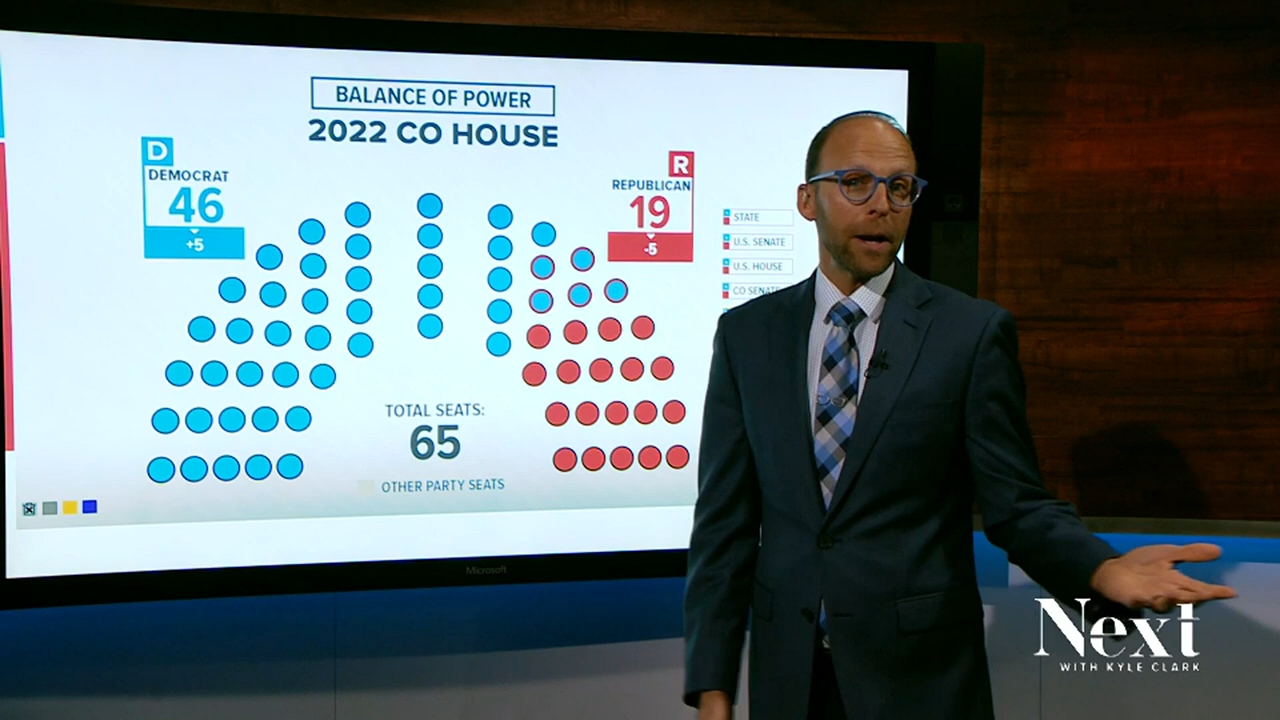 BALANCE OF POWER
2022 CO HOUSE
D
DEMOCRAT
46
+5
R
REPUBLICAN
19
-5
STATE
U.S. SENATE
U.S. HOUSE
CO SENATE
TOTAL SEATS:
65
OTHER PARTY SEATS
Microsoft
Next
WITH KYLE CLARK